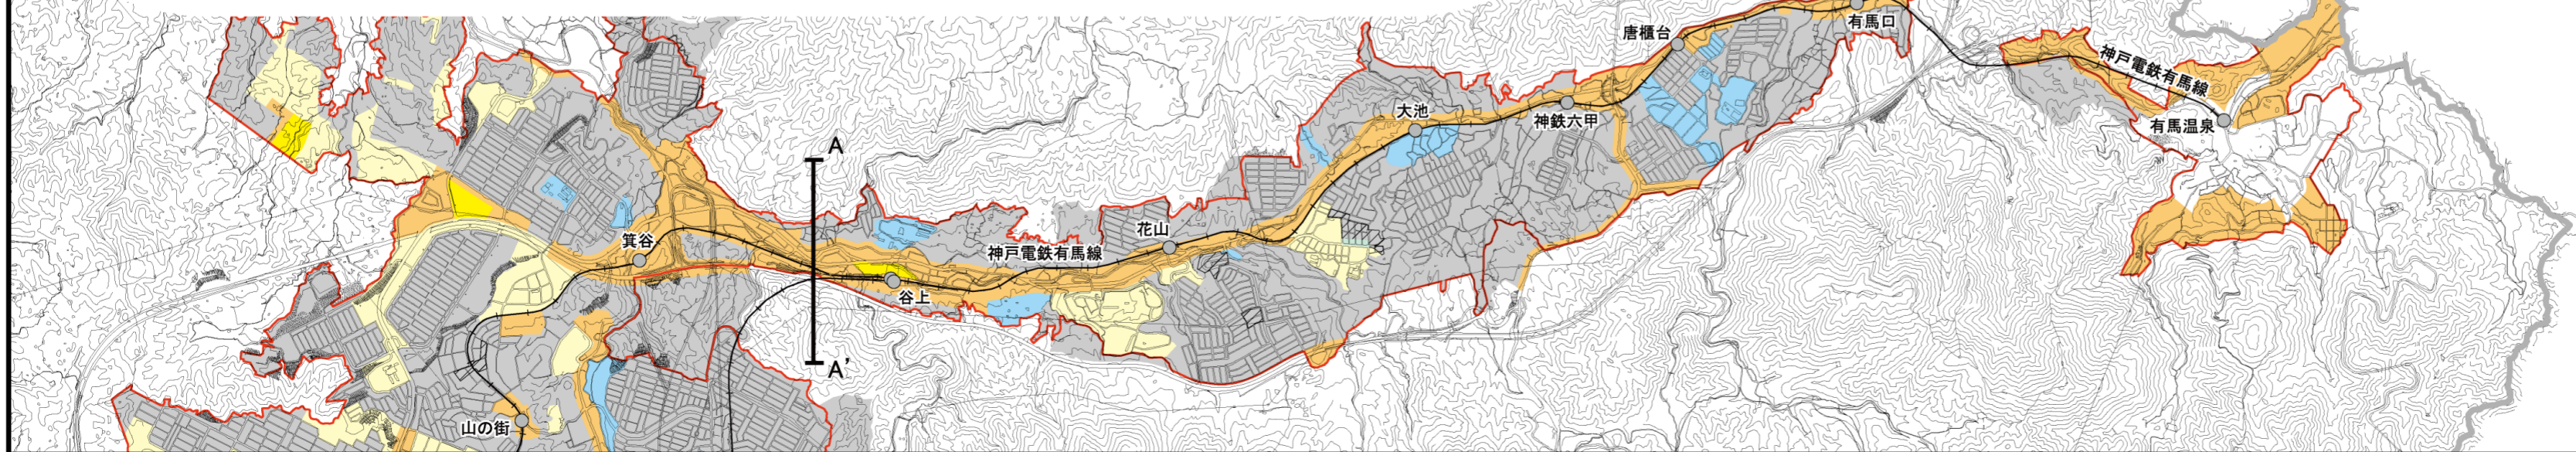 有馬口
唐櫃台
神戸電鉄有馬線
大池
神鉄六甲
有馬温泉
A
花山
箕谷
神戸電鉄有馬線
谷上
A'
山の街